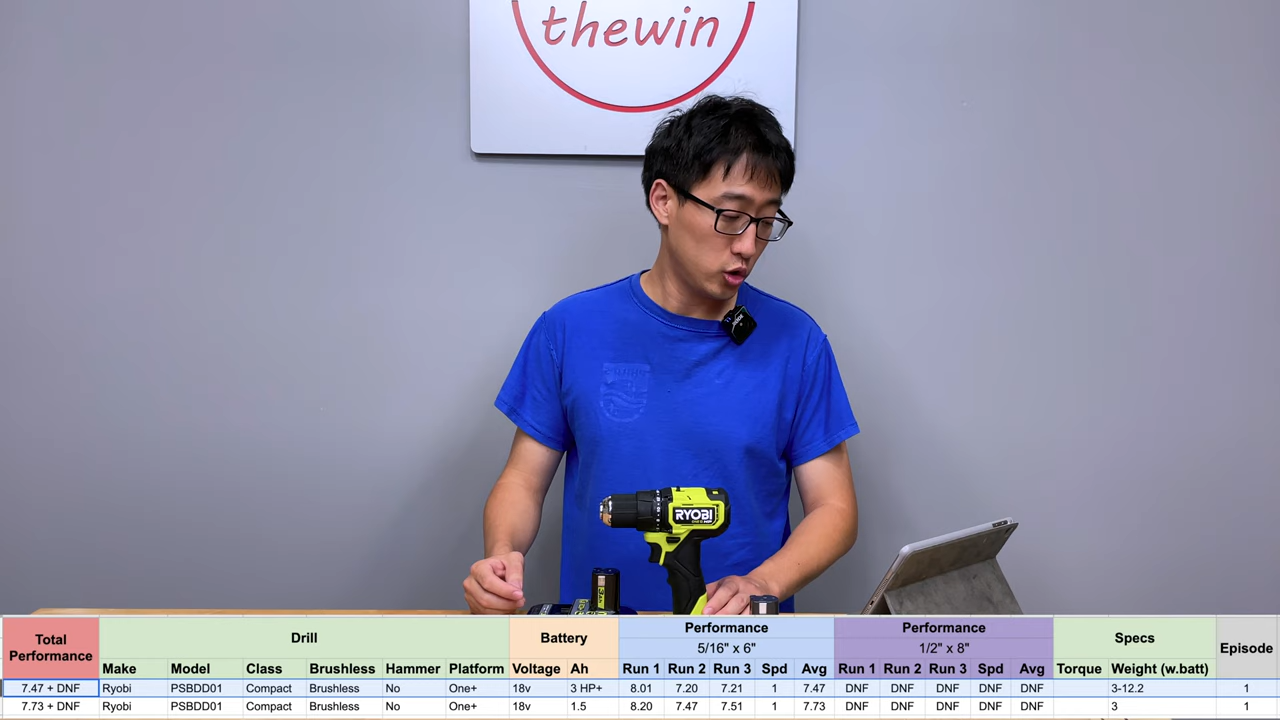 thewin
RYOBI
Total Performance Drill Battery Performance 5/16" x 6" Performance 1/2" x 8" Specs Episode
Make Model Class Brushless Hammer Platform Voltage Ah Run 1 Run 2 Run 3 Spd Avg Run 1 Run 2 Run 3 Spd Avg Torque Weight (w.batt)
7.47 + DNF Ryobi PSBDD01 Compact Brushless No One+ 18v 3 HP+ 8.01 7.20 7.21 1 7.47 DNF DNF DNF DNF DNF 3-12.2 1
7.73 + DNF Ryobi PSBDD01 Compact Brushless No One+ 18v 1.5 8.20 7.47 7.51 1 7.73 DNF DNF DNF DNF DNF 3 1